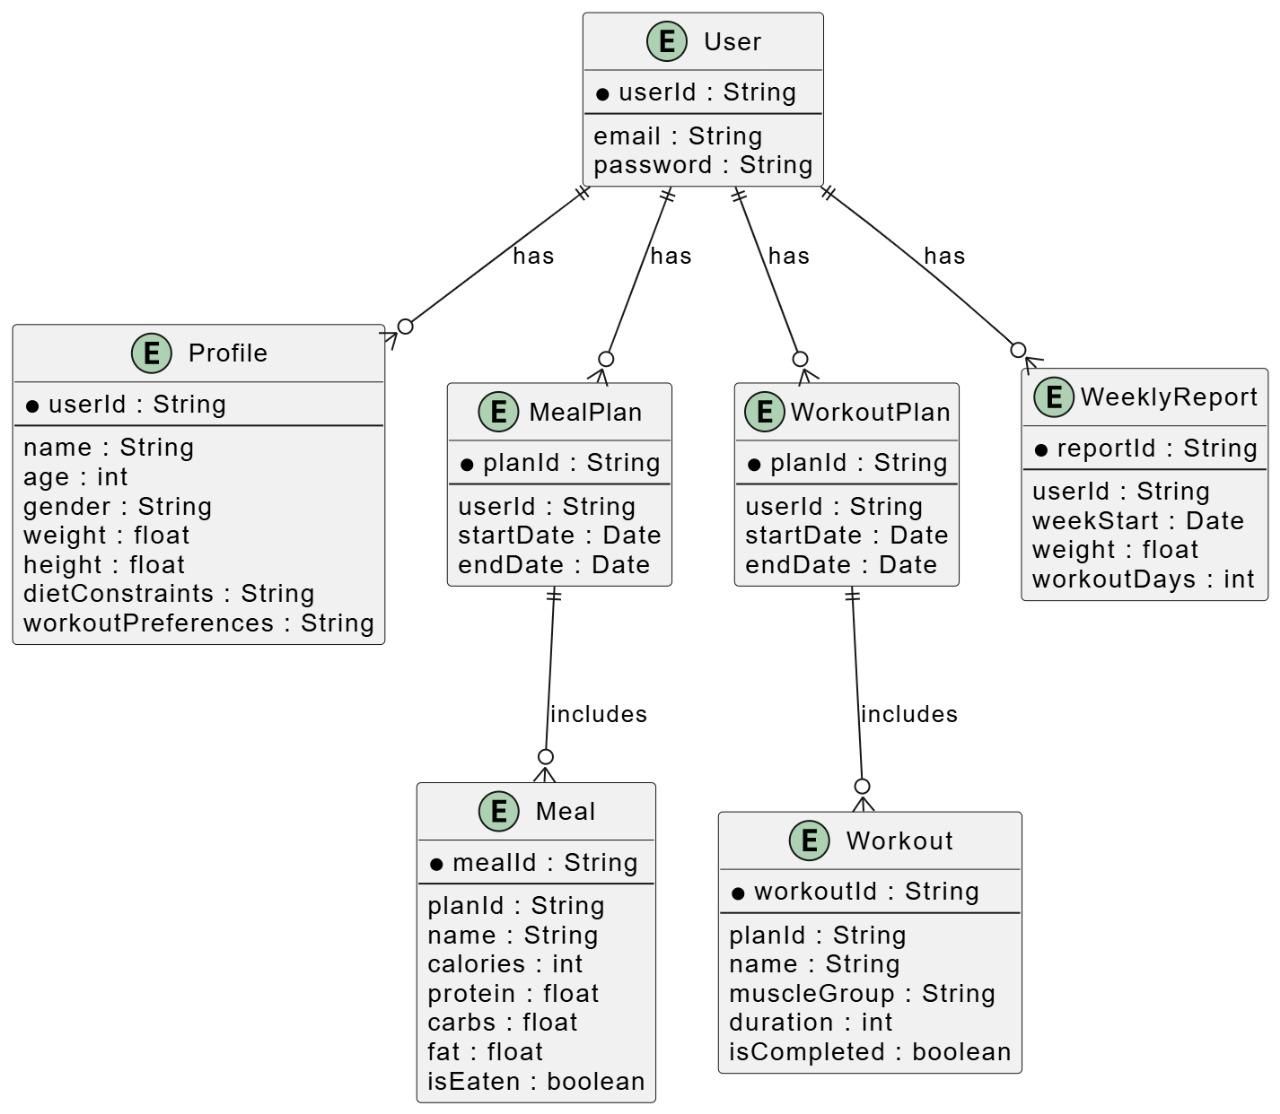 E User
● userId : String
email : String
password : String
has
has
has
has
E Profile
● userId : String
name : String
age : int
gender : String
weight : float
height : float
dietConstraints : String
workoutPreferences : String
E MealPlan
● planId : String
userId : String
startDate : Date
endDate : Date
E WorkoutPlan
● planId : String
userId : String
startDate : Date
endDate : Date
E WeeklyReport
● reportId : String
userId : String
weekStart : Date
weight : float
workoutDays : int
includes
includes
E Meal
● mealId : String
planId : String
name : String
calories : int
protein : float
carbs : float
fat : float
isEaten : boolean
E Workout
● workoutId : String
planId : String
name : String
muscleGroup : String
duration : int
isCompleted : boolean